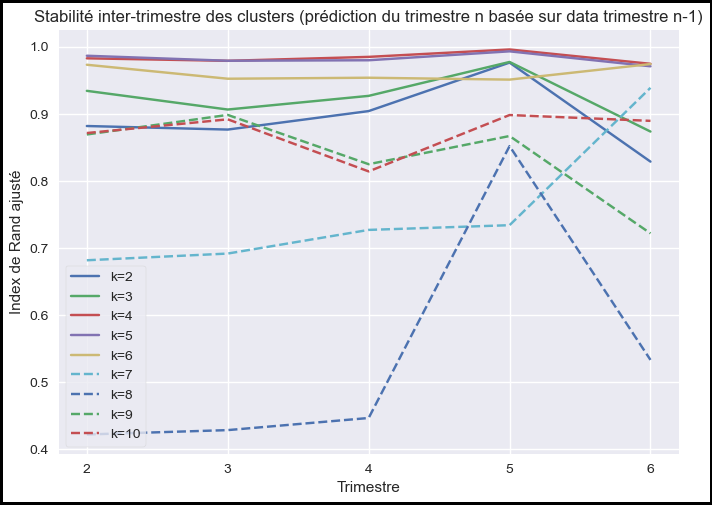 Stabilité inter-trimestre des clusters (prédiction du trimestre n basée sur data trimestre n-1)
1.0
0.9
0.8
0.7
0.6
0.5
0.4
Index de Rand ajusté
k=2
k=3
k=4
k=5
k=6
k=7
k=8
k=9
k=10
2 3 4 5 6
Trimestre